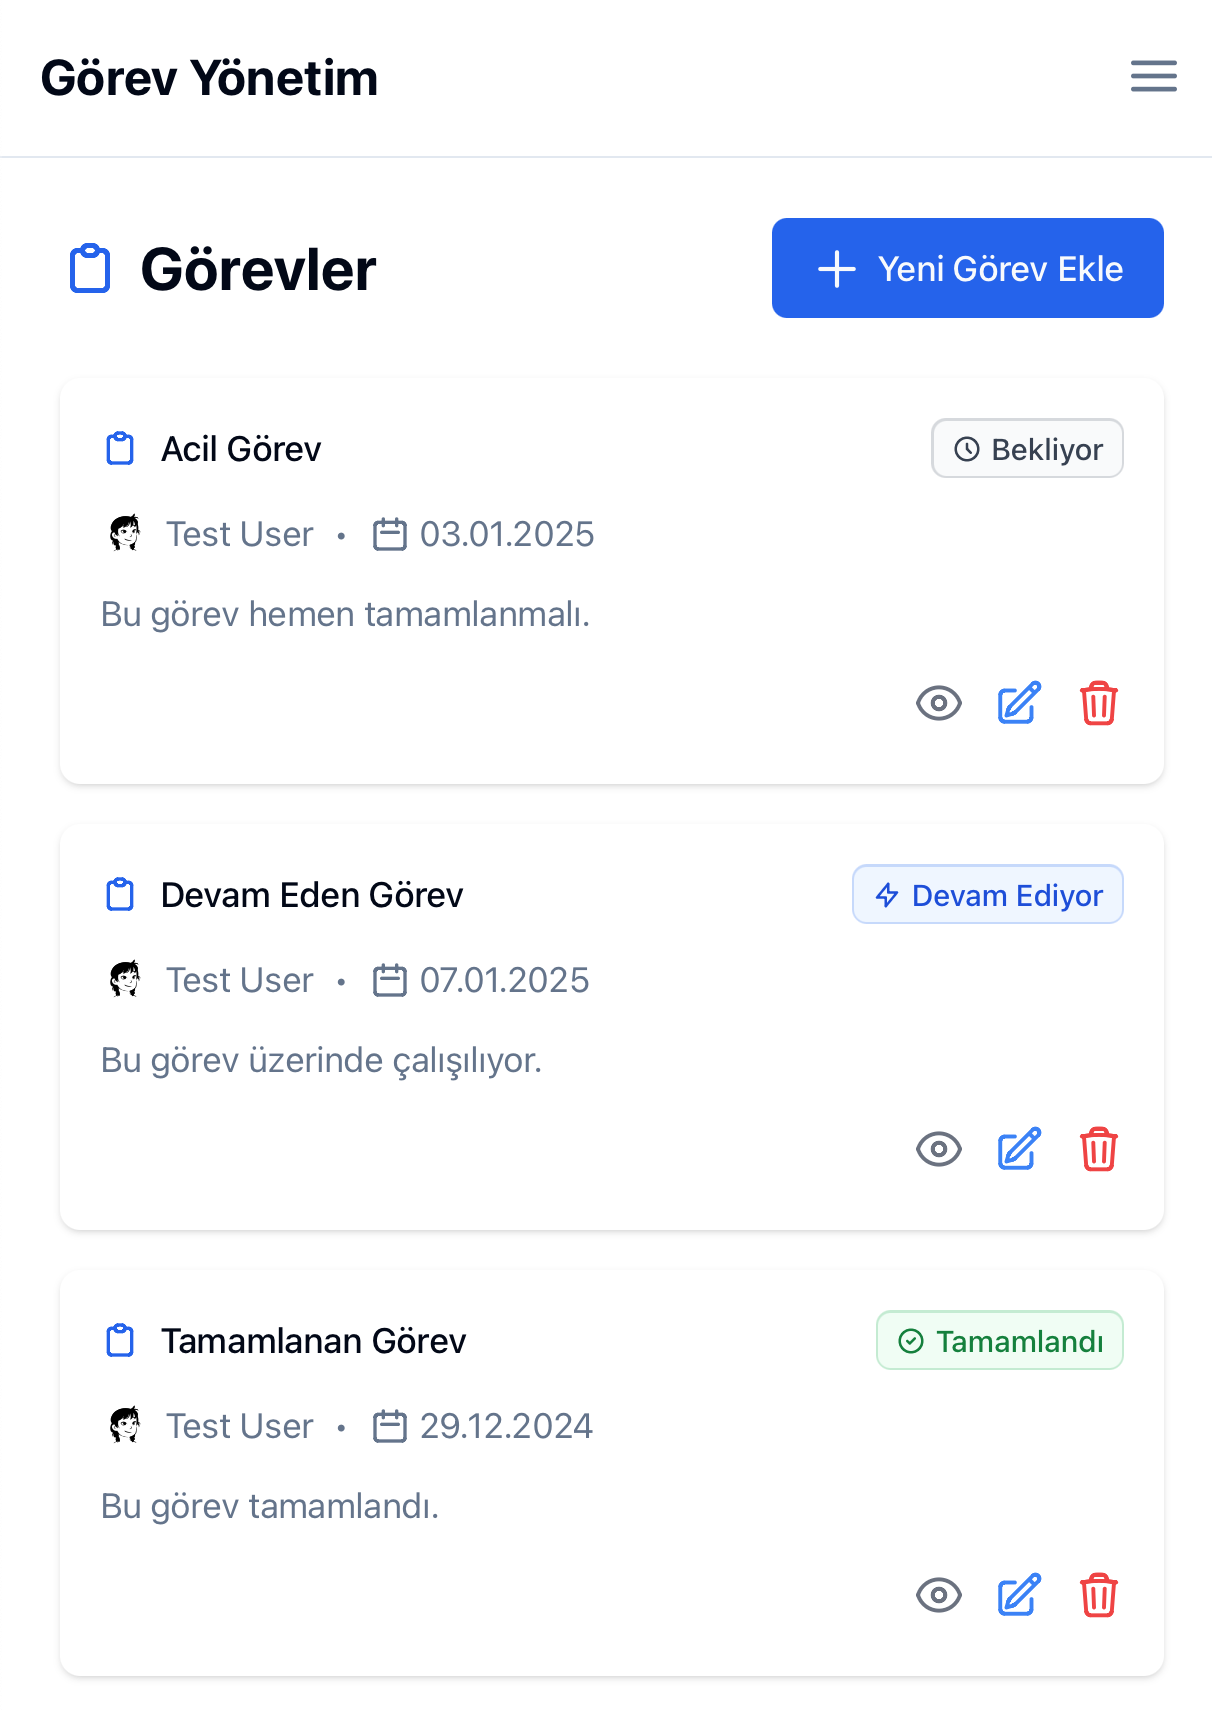 Görev Yönetim
Görevler
Yeni Görev Ekle
Acil Görev
Bekliyor
Test User • 03.01.2025
Bu görev hemen tamamlanmalı.
Devam Eden Görev
Devam Ediyor
Test User • 07.01.2025
Bu görev üzerinde çalışılıyor.
Tamamlanan Görev
Tamamlandı
Test User • 29.12.2024
Bu görev tamamlandı.